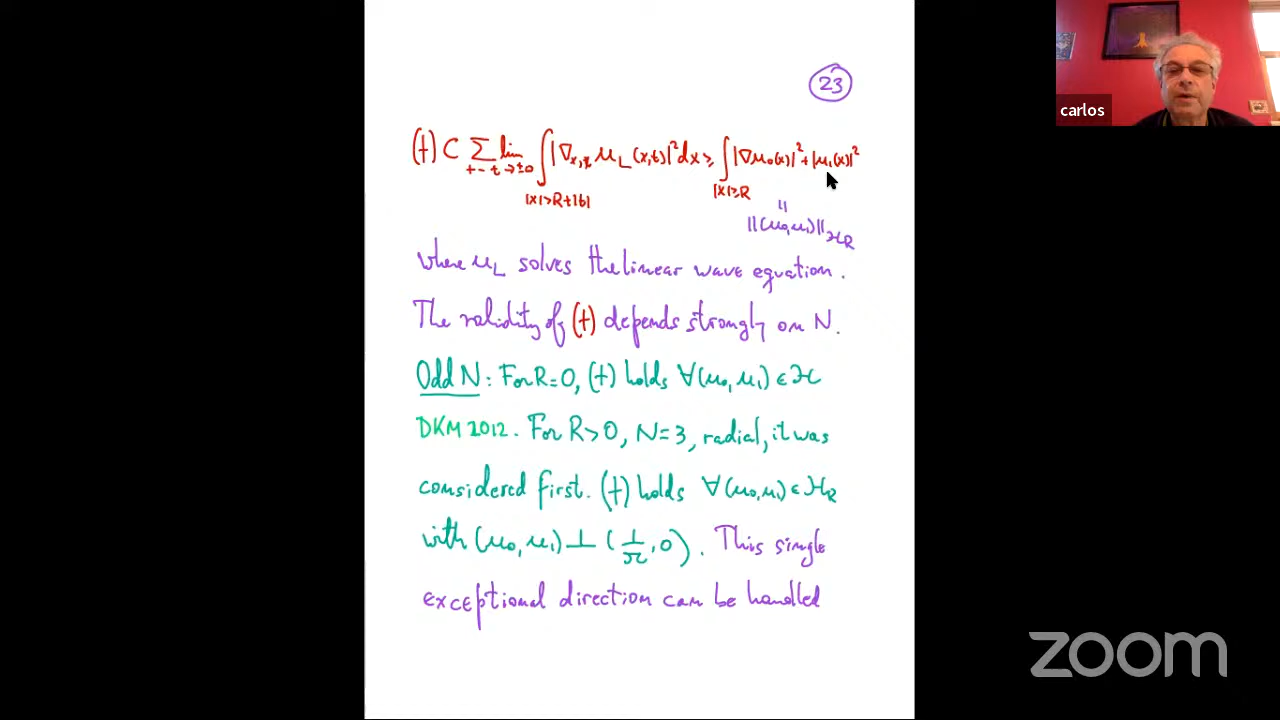 23
carlos
(†) C ∑ lim ∫ |∇x,t uL(x,t)|² dx ≥ ∫ |∇u0(x)|² + |u1(x)|²
+- t→±∞ |x|>R+|t| |x|≥R
||
||(u0,u1)||ℋR
where uL solves the linear wave equation.
The validity of (†) depends strongly on N.
Odd N: For R=0, (†) holds ∀(u0,u1) ∈ ℋ
DKM 2012. For R>0, N=3, radial, it was
considered first. (†) holds ∀(u0,u1) ∈ ℋR
with (u0,u1) ⊥ (1/r, 0). This single
exceptional direction can be handled
zoom